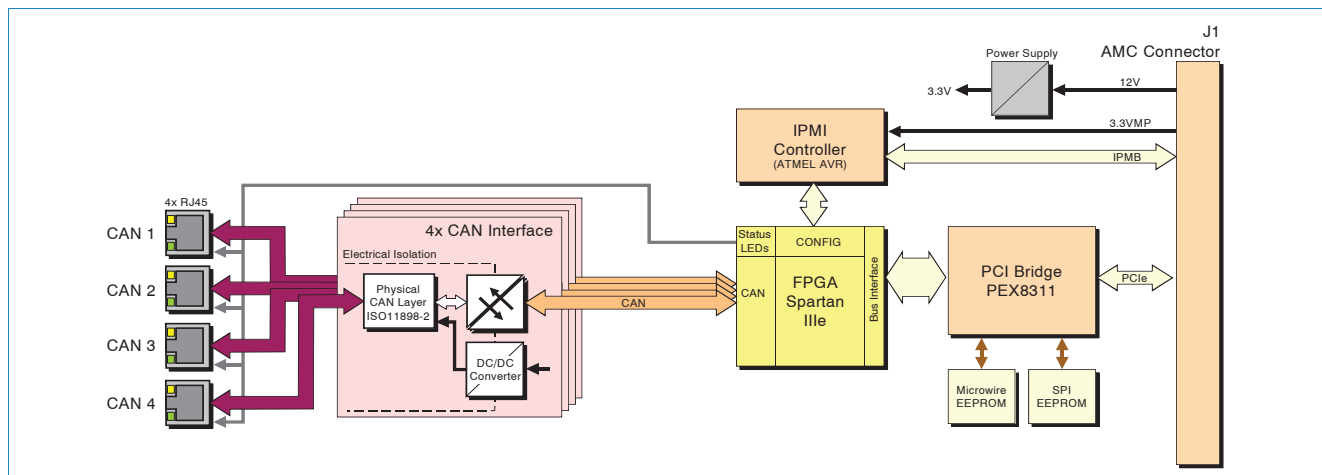 J1
AMC Connector
Power Supply
3.3V
12V
IPMI
Controller
(ATMEL AVR)
3.3VMP
IPMB
4x RJ45
CAN 1
CAN 2
CAN 3
CAN 4
4x CAN Interface
Electrical Isolation
Physical
CAN Layer
ISO11898-2
DC/DC
Converter
CAN
Status
LEDs
CONFIG
CAN
FPGA
Spartan
IIIe
Bus Interface
PCI Bridge
PEX8311
PCIe
Microwire
EEPROM
SPI
EEPROM